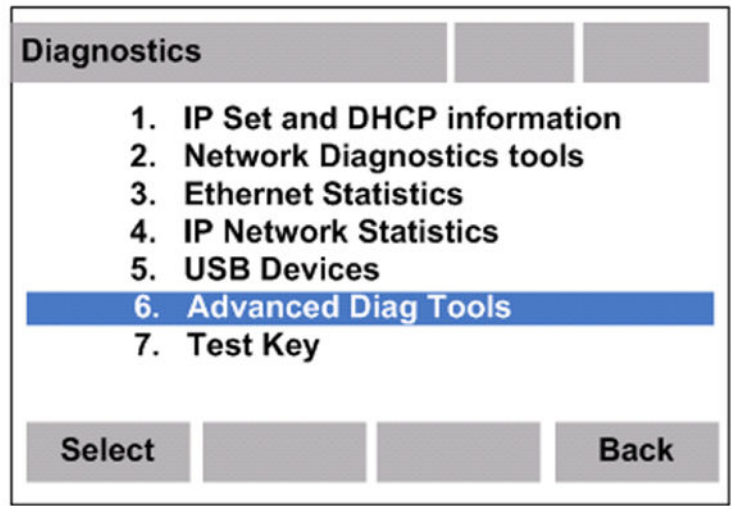 Diagnostics
1. IP Set and DHCP information
2. Network Diagnostics tools
3. Ethernet Statistics
4. IP Network Statistics
5. USB Devices
6. Advanced Diag Tools
7. Test Key
Select Back